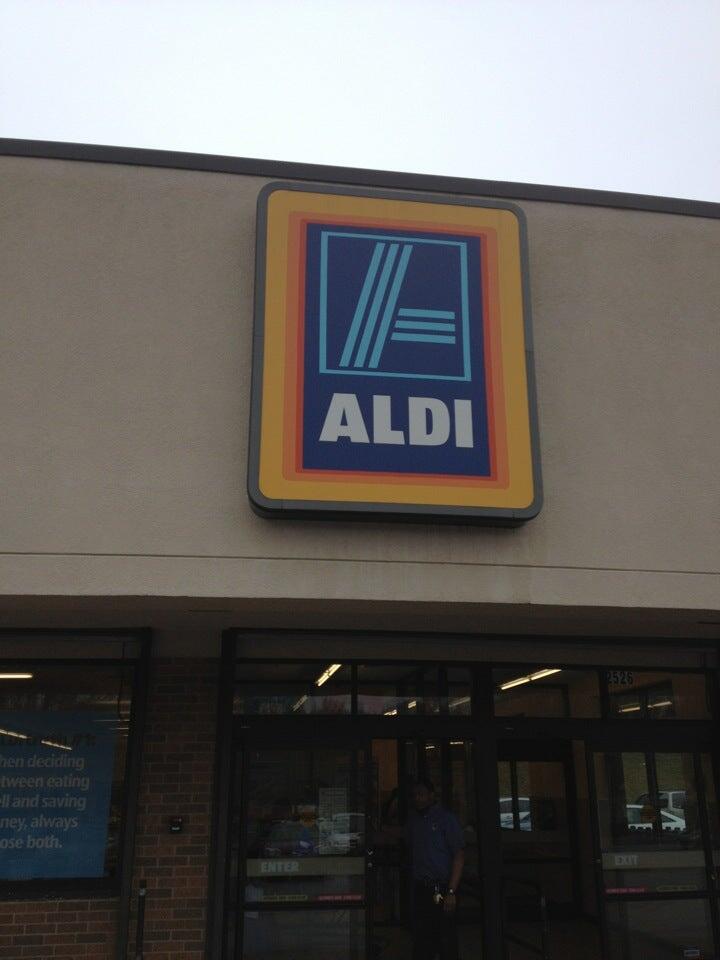 ALDI
2526
hen deciding
tween eating
ell and saving
ney, always
ose both.
ENTER
EXIT